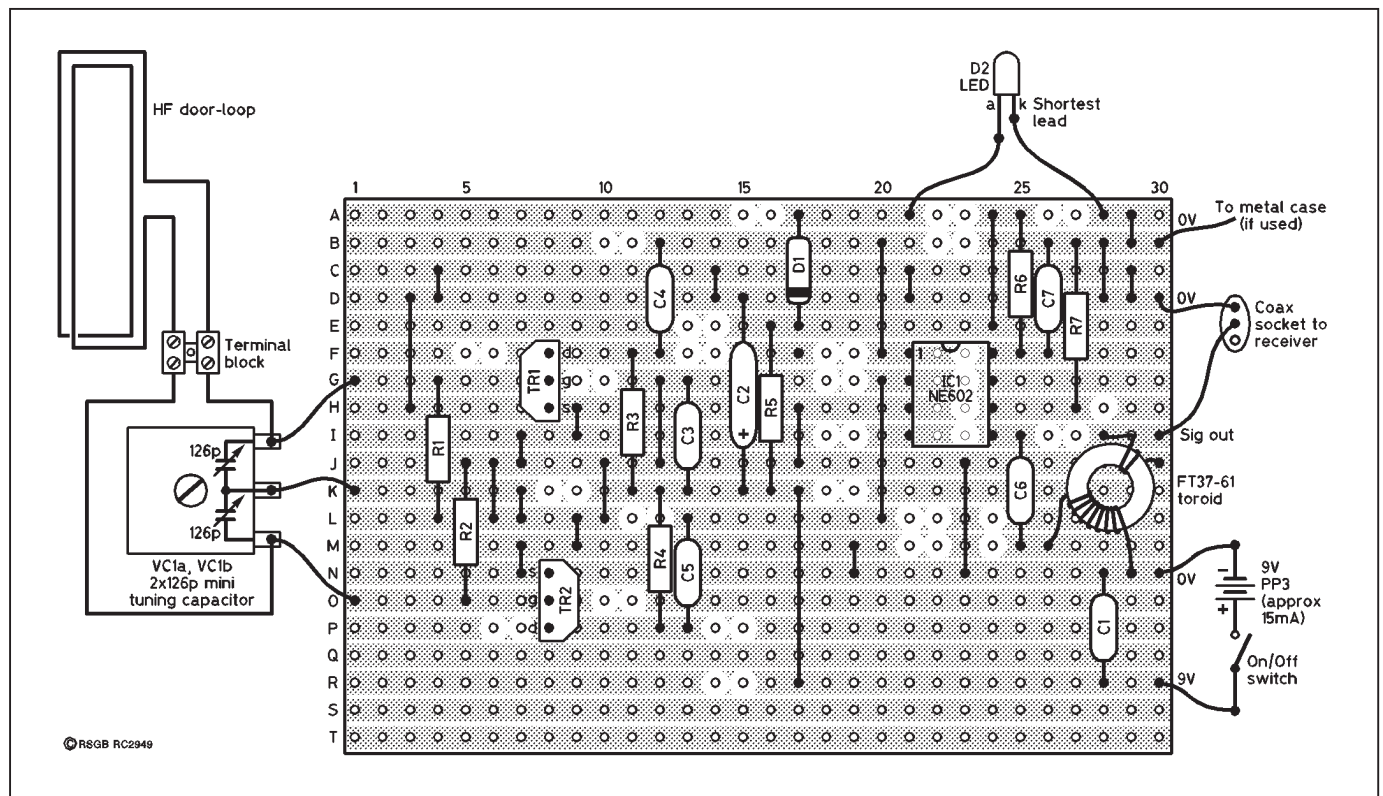 HF door-loop
Terminal
block
126p
126p
VC1a, VC1b
2x126p mini
tuning capacitor
©RSGB RC2949
D2
LED
a
k Shortest
lead
1
5
10
15
20
25
30
A
B
C
D
E
F
G
H
I
J
K
L
M
N
O
P
Q
R
S
T
C4
D1
R6
C7
R7
TR1
d
g
s
R1
R2
R3
C3
C2
+
R5
1
IC1
NE602
C6
R4
C5
s
g
d
TR2
C1
0V
To metal case
(if used)
0V
Coax
socket to
receiver
Sig out
FT37-61
toroid
0V
−
+
9V
PP3
(approx
15mA)
On/Off
switch
9V